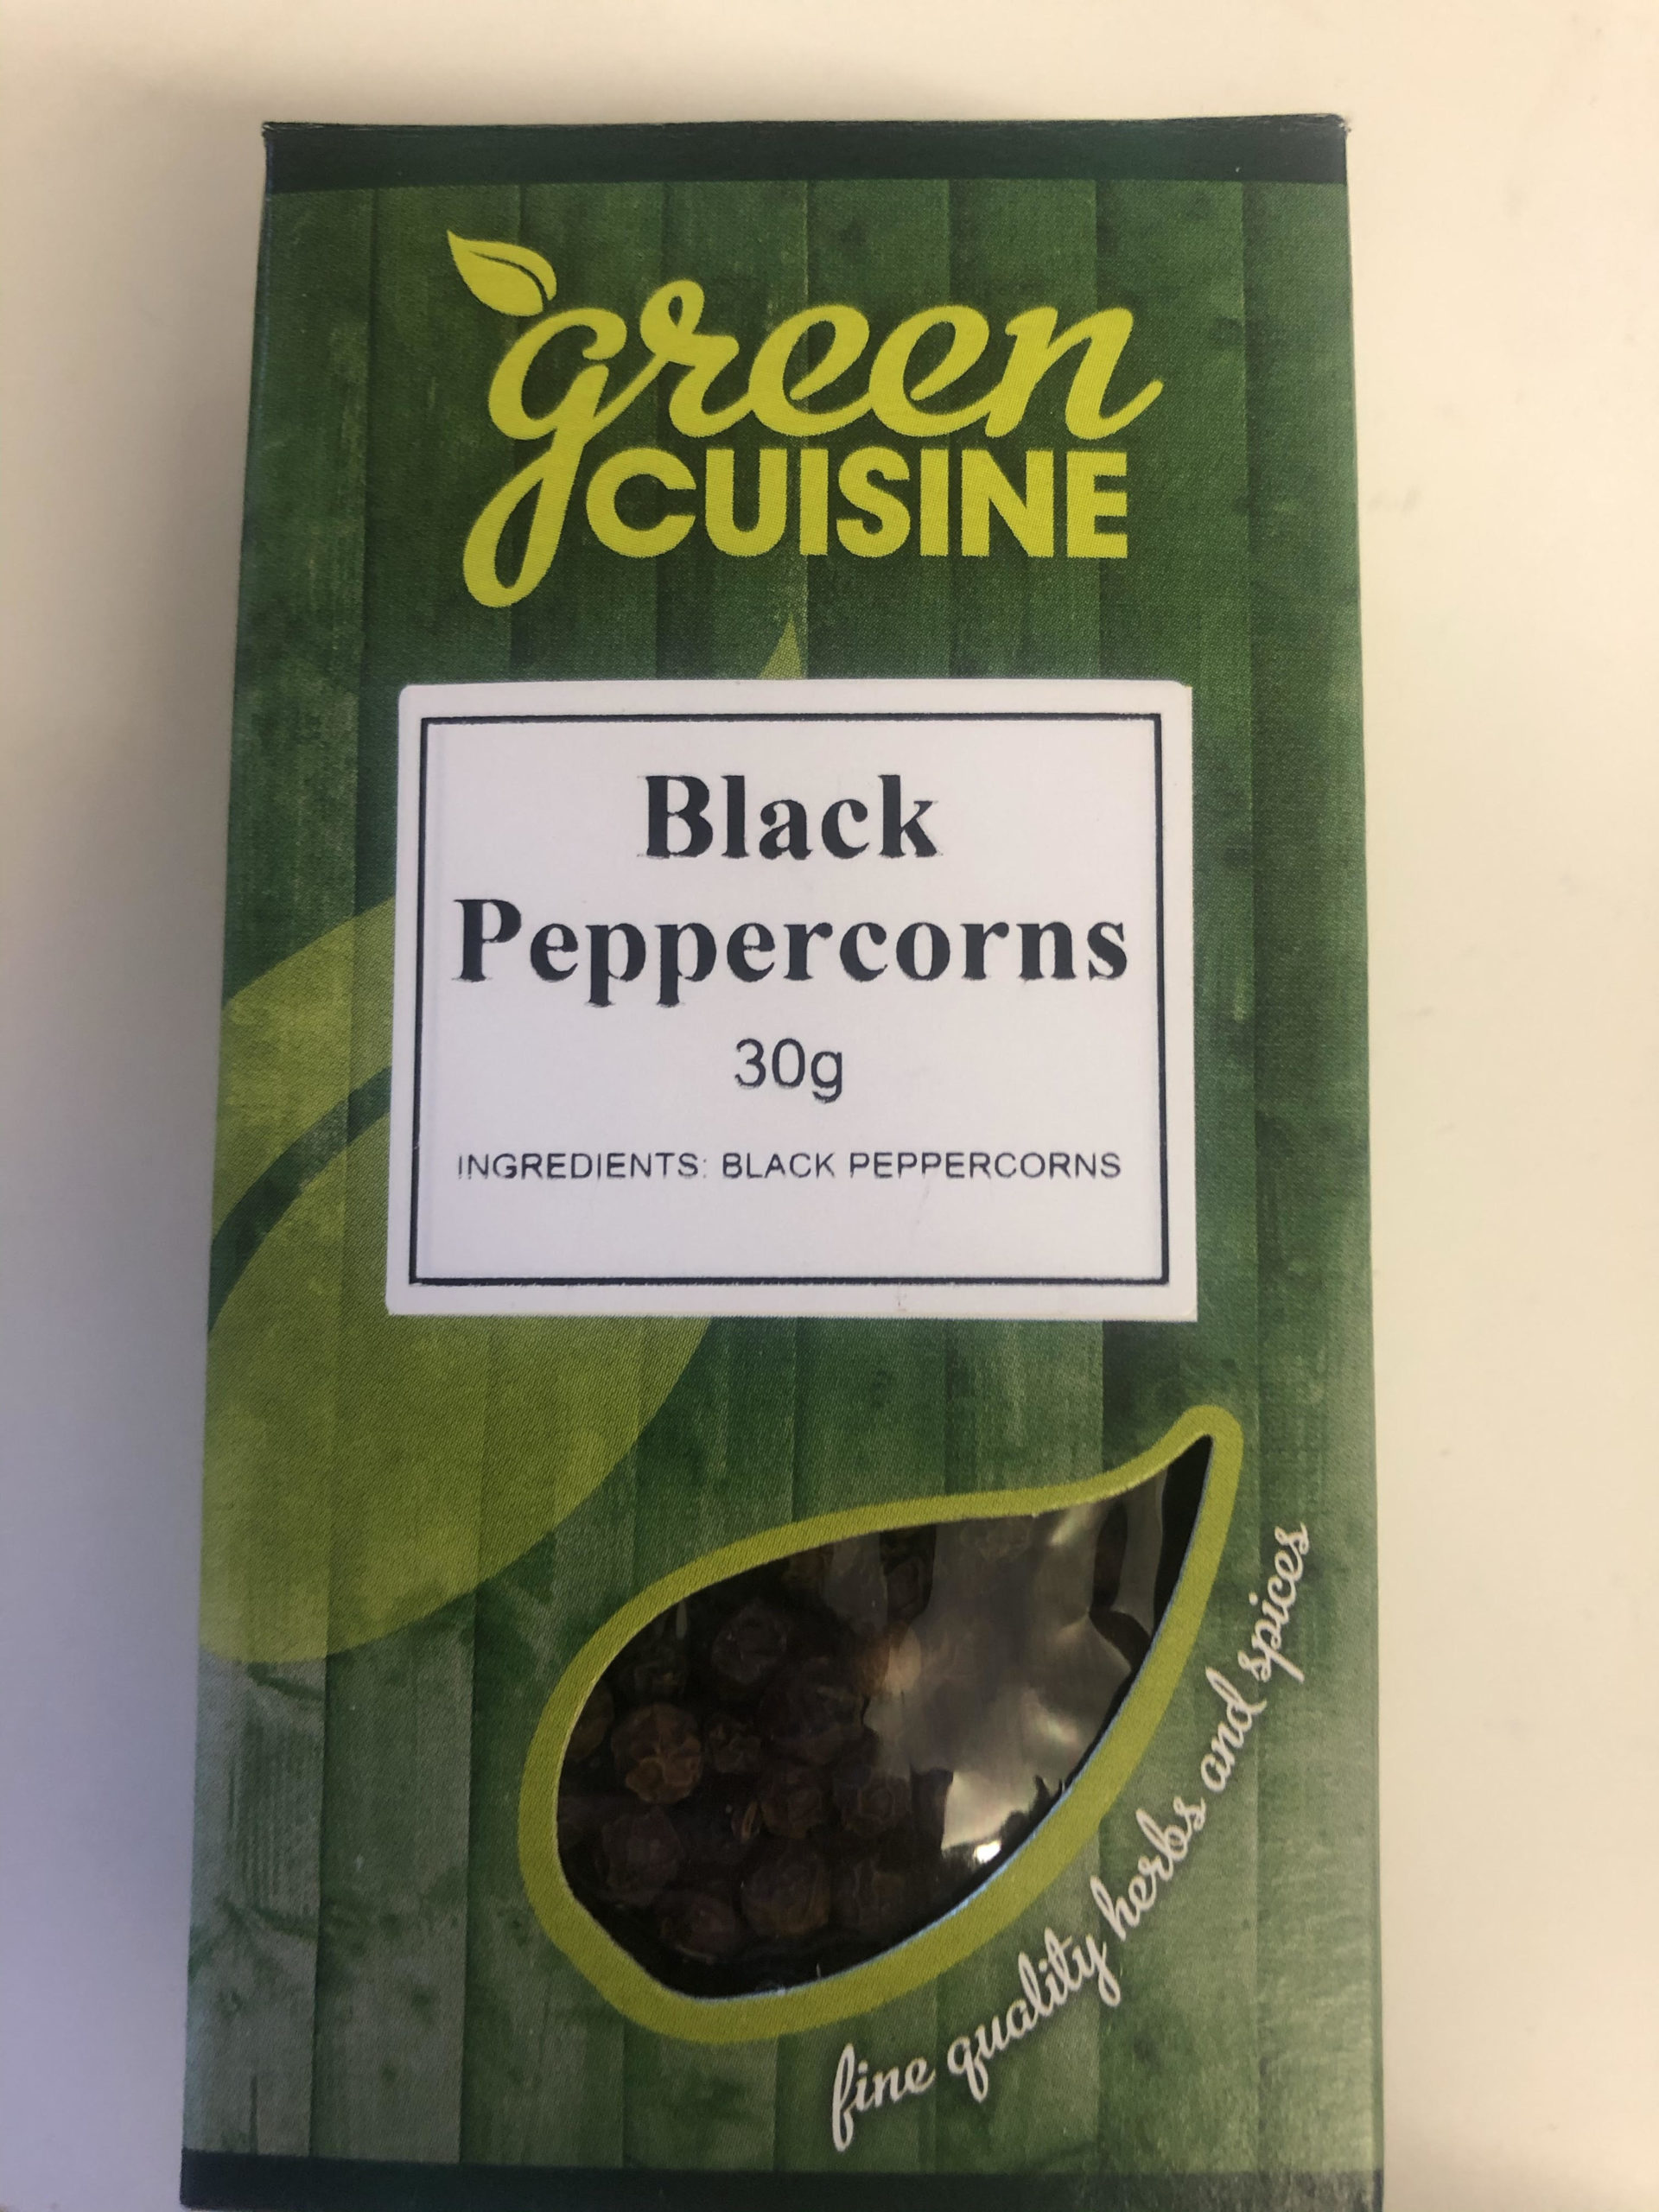 green
CUISINE
Black
Peppercorns
30g
INGREDIENTS: BLACK PEPPERCORNS
fine quality herbs and spices